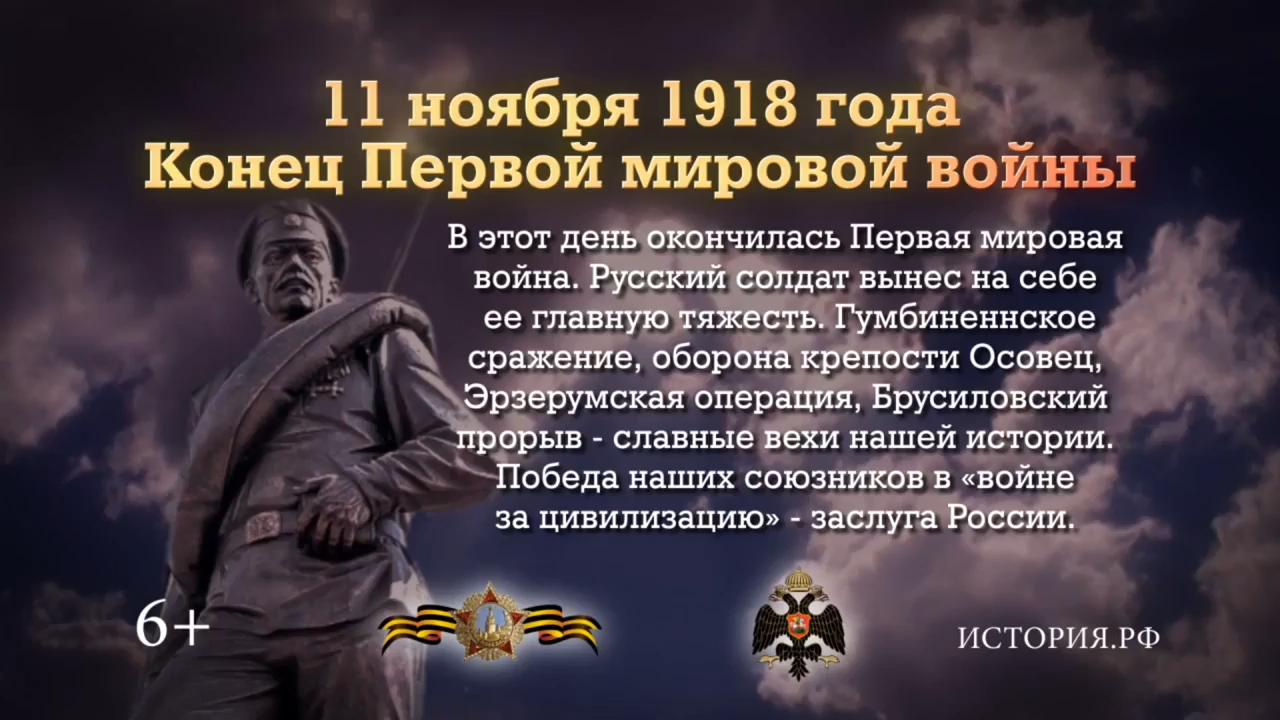 11 ноября 1918 года
Конец Первой мировой войны
В этот день окончилась Первая мировая
война. Русский солдат вынес на себе
ее главную тяжесть. Гумбиненнское
сражение, оборона крепости Осовец,
Эрзерумская операция, Брусиловский
прорыв - славные вехи нашей истории.
Победа наших союзников в «войне
за цивилизацию» - заслуга России.
6+
ИСТОРИЯ.РФ